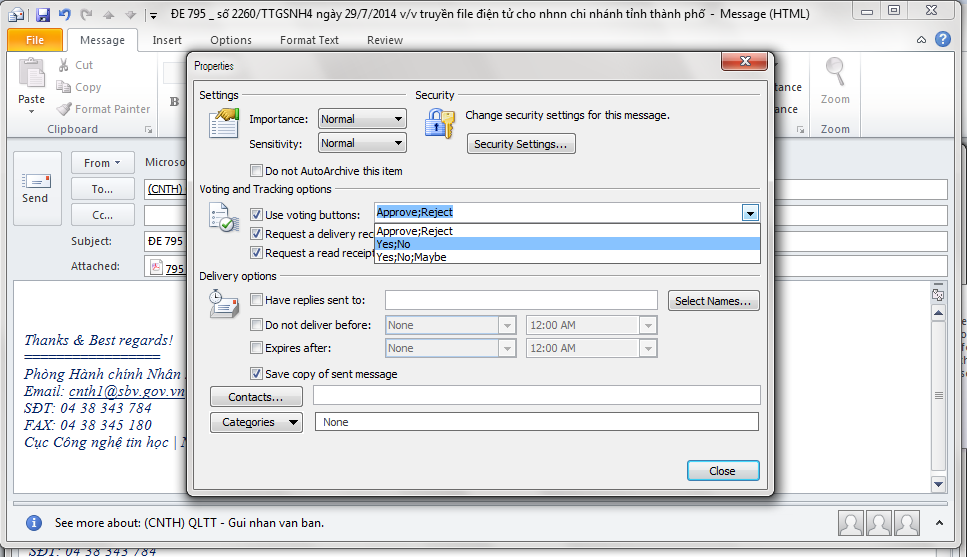 ĐE 795 _ số 2260/TTGSNH4 ngày 29/7/2014 v/v truyền file điện tử cho nhnn chi nhánh tỉnh thành phố - Message (HTML)
File Message Insert Options Format Text Review
Paste
Cut
Copy
Format Painter
Clipboard
B
Zoom
Zoom
Properties
Settings
Importance: Normal
Sensitivity: Normal
Do not AutoArchive this item
Security
Change security settings for this message.
Security Settings...
Voting and Tracking options
Use voting buttons: Approve;Reject
Approve;Reject
Yes;No
Yes;No;Maybe
Request a delivery rec
Request a read receipt
Delivery options
Have replies sent to: Select Names...
Do not deliver before: None 12:00 AM
Expires after: None 12:00 AM
Save copy of sent message
Contacts...
Categories None
Close
Send
From Microso
To... (CNTH)
Cc...
Subject: ĐE 795
Attached: 795
Thanks & Best regards!
=================
Phòng Hành chính Nhân
Email: cnth1@sbv.gov.vn
SĐT: 04 38 343 784
FAX: 04 38 345 180
Cục Công nghệ tin học |
See more about: (CNTH) QLTT - Gui nhan van ban.
SĐT: 04 38 343 784